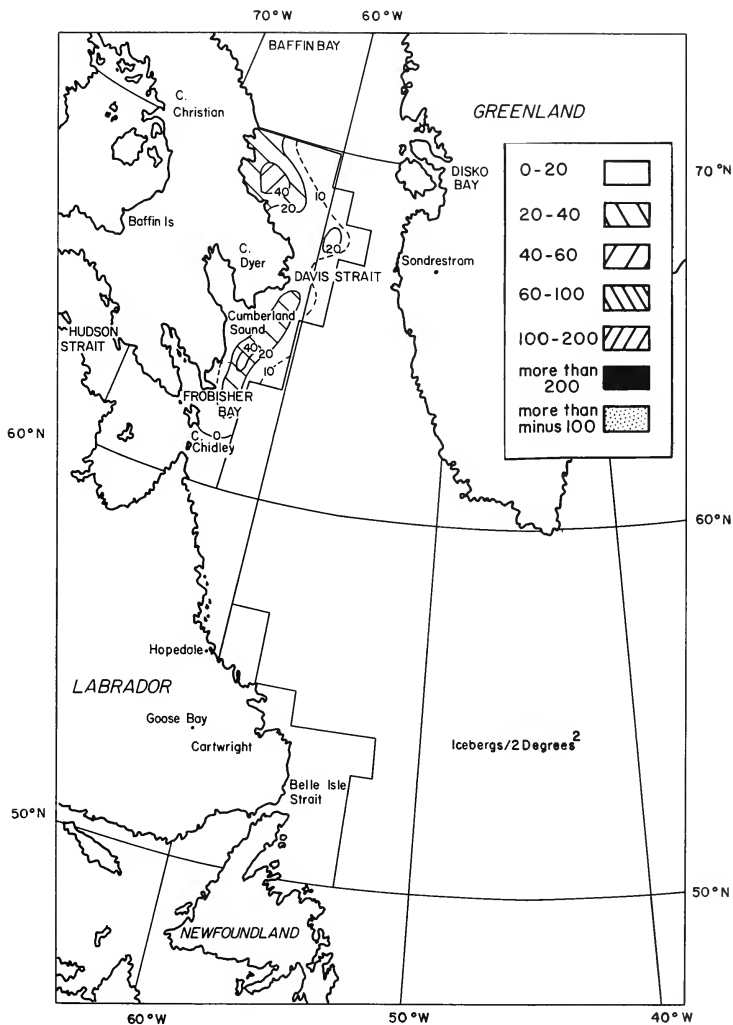 70°W 60°W
BAFFIN BAY
C.
Christian
GREENLAND
70°N
DISKO
BAY
0-20
20-40
40-60
60-100
100-200
more than
200
more than
minus 100
40
20
10
Baffin Is
C.
Dyer
20
Sondrestram
DAVIS STRAIT
Cumberland
Sound
HUDSON
STRAIT
40
20
10
FROBISHER
BAY
60°N
C.
0
Chidley
60°N
Hopedale
LABRADOR
Goose Bay
Cartwright
Icebergs/2 Degrees²
Belle Isle
Strait
50°N
50°N
NEWFOUNDLAND
60°W
50°W
40°W